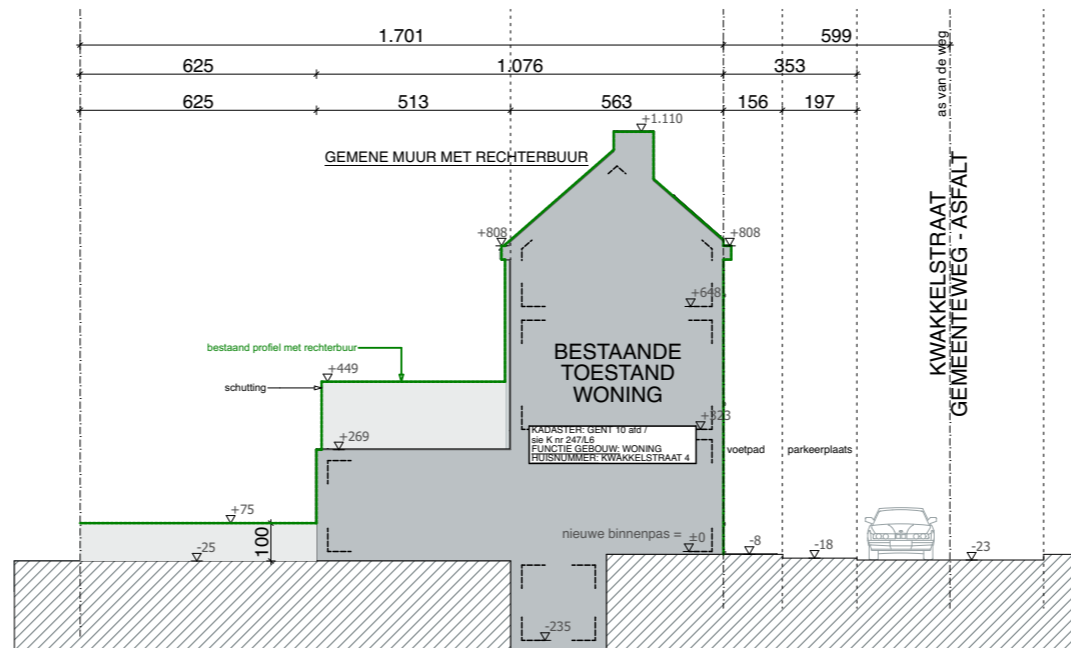 1.701
599
625
1.076
353
625
513
563
156
197
as van de weg
+1.110
GEMENE MUUR MET RECHTERBUUR
+808
+808
+648
KWAKKELSTRAAT
GEMEENTEWEG - ASFALT
bestaand profiel met rechterbuur
+449
schutting
BESTAANDE
TOESTAND
WONING
+323
+269
KADASTER: GENT 10 afd /
sie K nr 247/L6
FUNCTIE GEBOUW: WONING
HUISNUMMER: KWAKKELSTRAAT 4
voetpad
parkeerplaats
+75
100
-25
nieuwe binnenpas =
±0
-8
-18
-23
-235